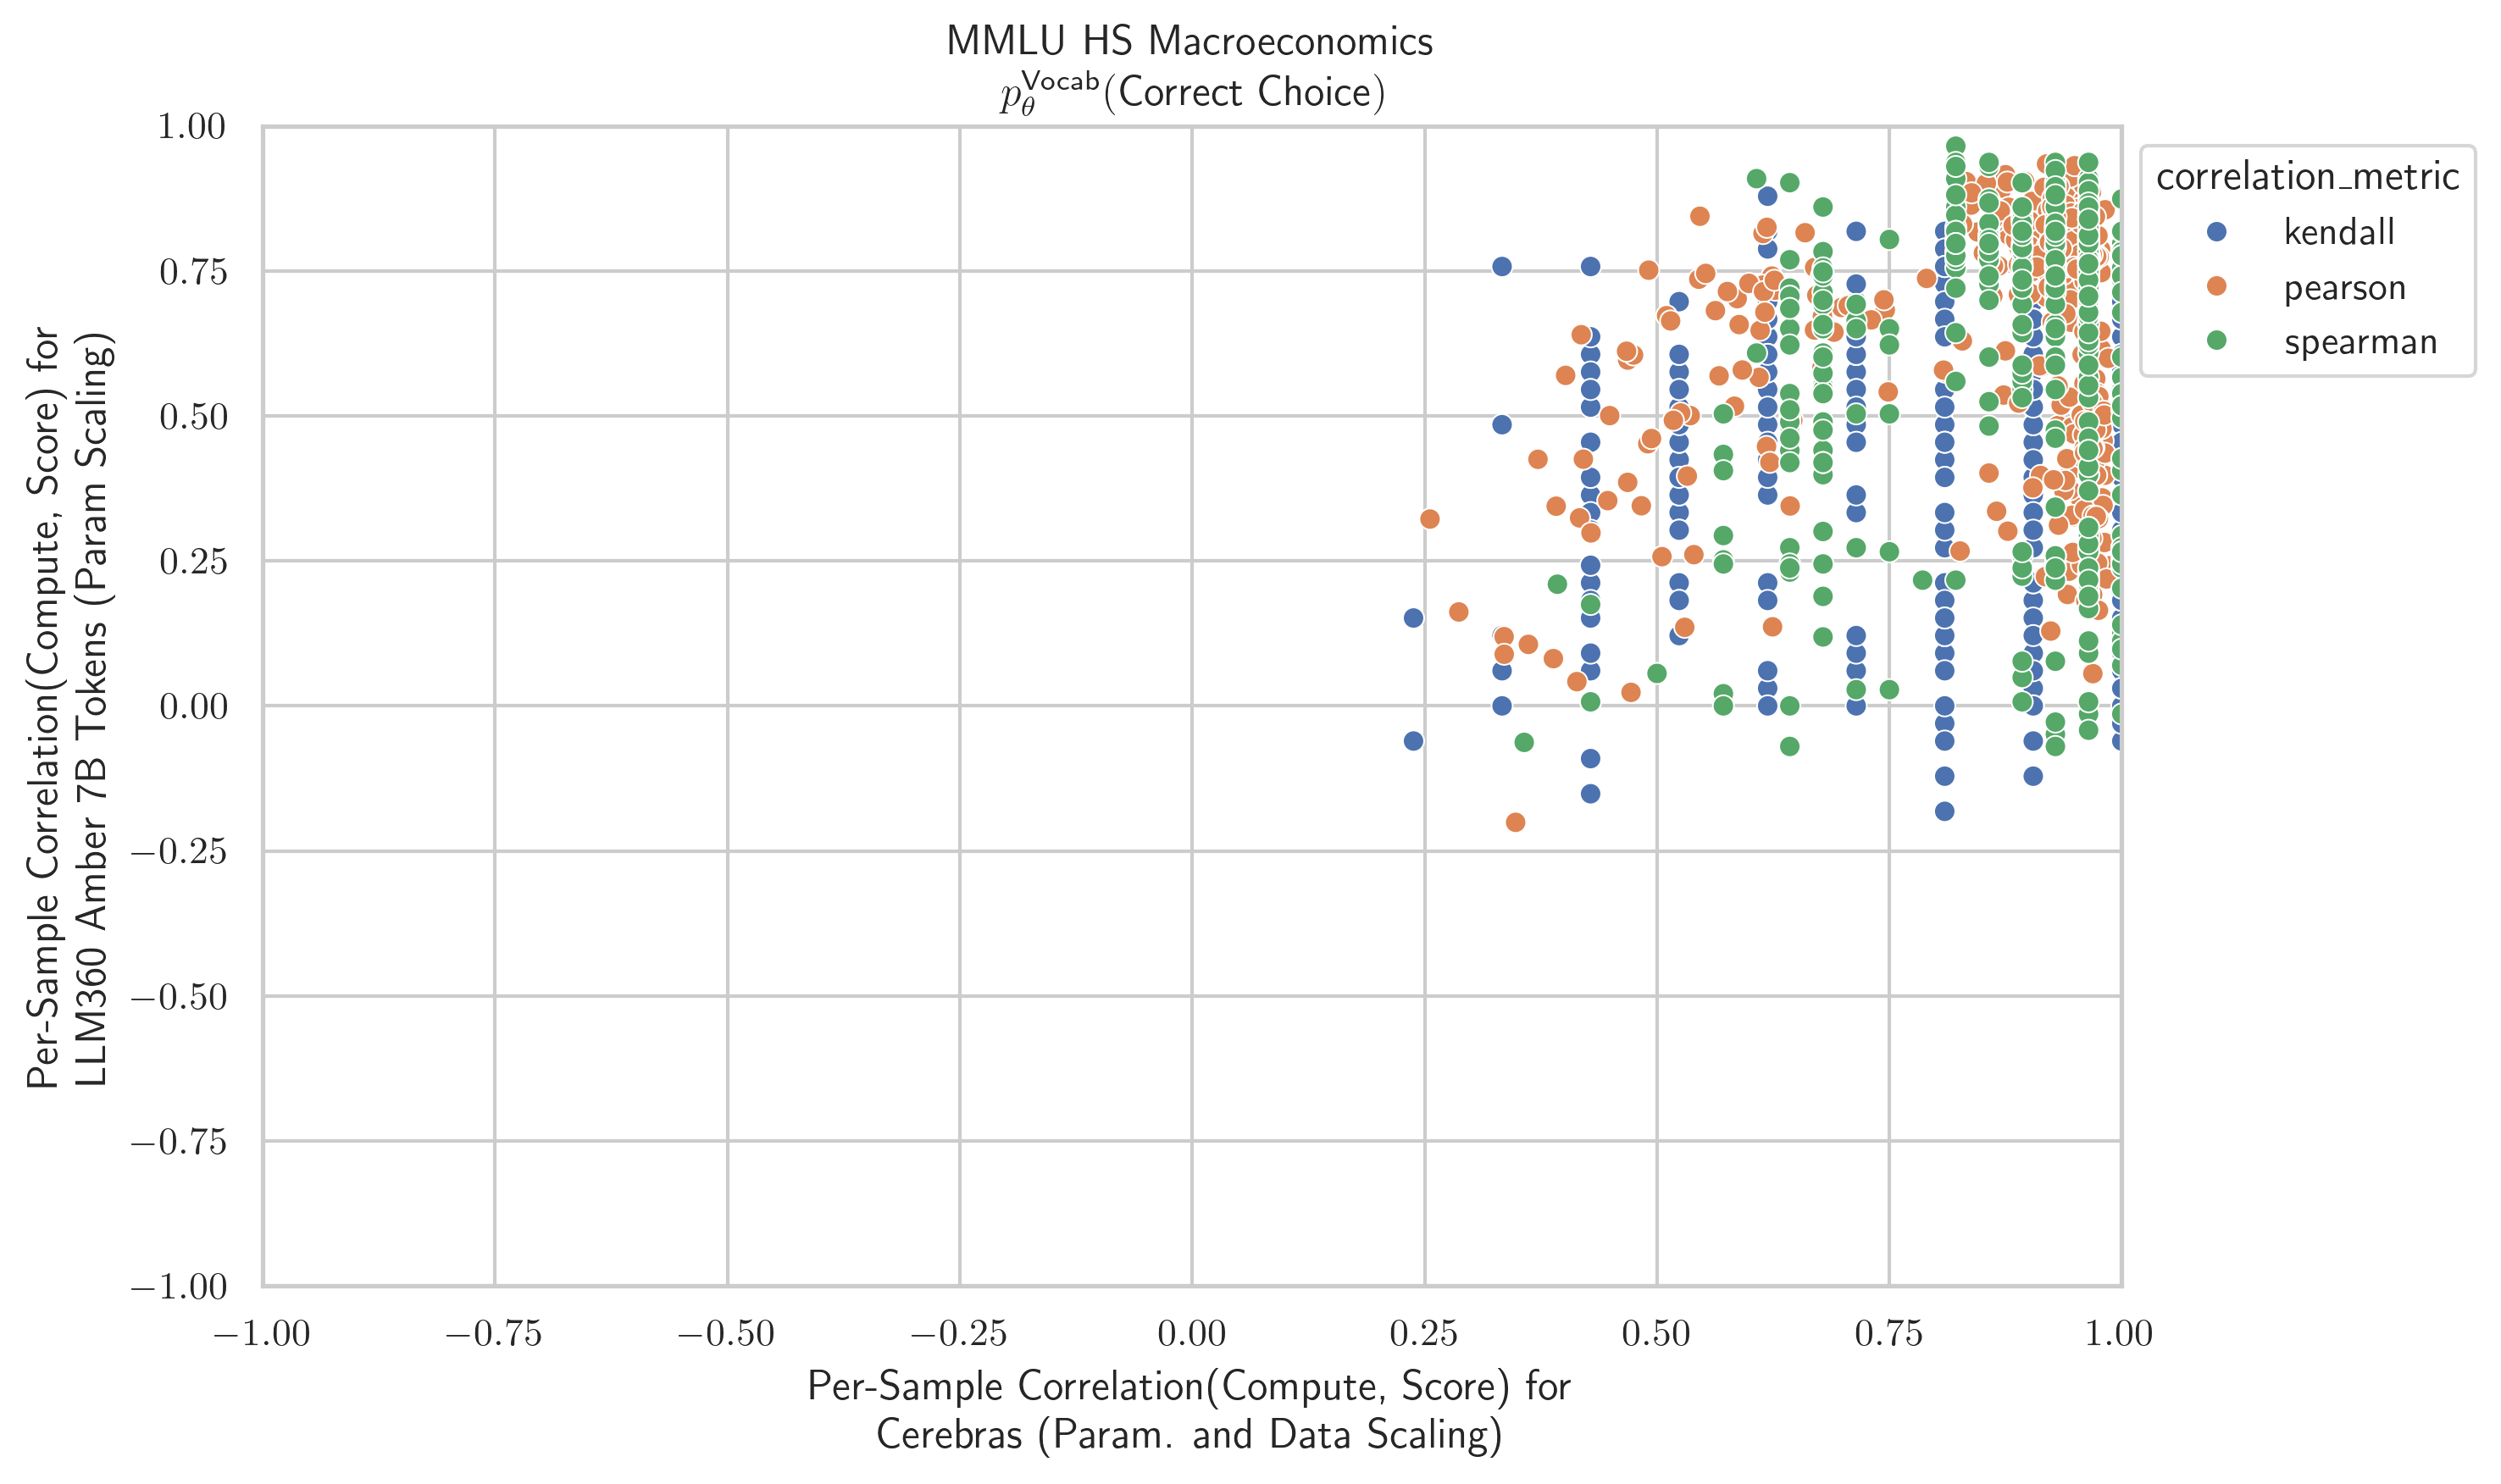 MMLU HS Macroeconomics
p_θ^Vocab(Correct Choice)
1.00
0.75
0.50
0.25
0.00
−0.25
−0.50
−0.75
−1.00
Per-Sample Correlation(Compute, Score) for
LLM360 Amber 7B Tokens (Param Scaling)
correlation_metric
kendall
pearson
spearman
−1.00 −0.75 −0.50 −0.25 0.00 0.25 0.50 0.75 1.00
Per-Sample Correlation(Compute, Score) for
Cerebras (Param. and Data Scaling)